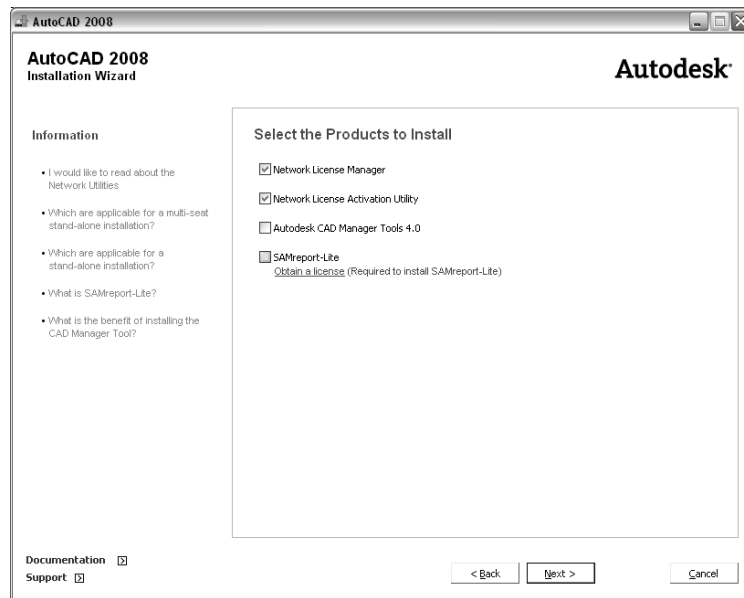 AutoCAD 2008
AutoCAD 2008
Installation Wizard
Autodesk
Information
• I would like to read about the
Network Utilities
• Which are applicable for a multi-seat
stand-alone installation?
• Which are applicable for a
stand-alone installation?
• What is SAMreport-Lite?
• What is the benefit of installing the
CAD Manager Tool?
Select the Products to Install
Network License Manager
Network License Activation Utility
Autodesk CAD Manager Tools 4.0
SAMreport-Lite
Obtain a license (Required to install SAMreport-Lite)
Documentation
Support
< Back
Next >
Cancel